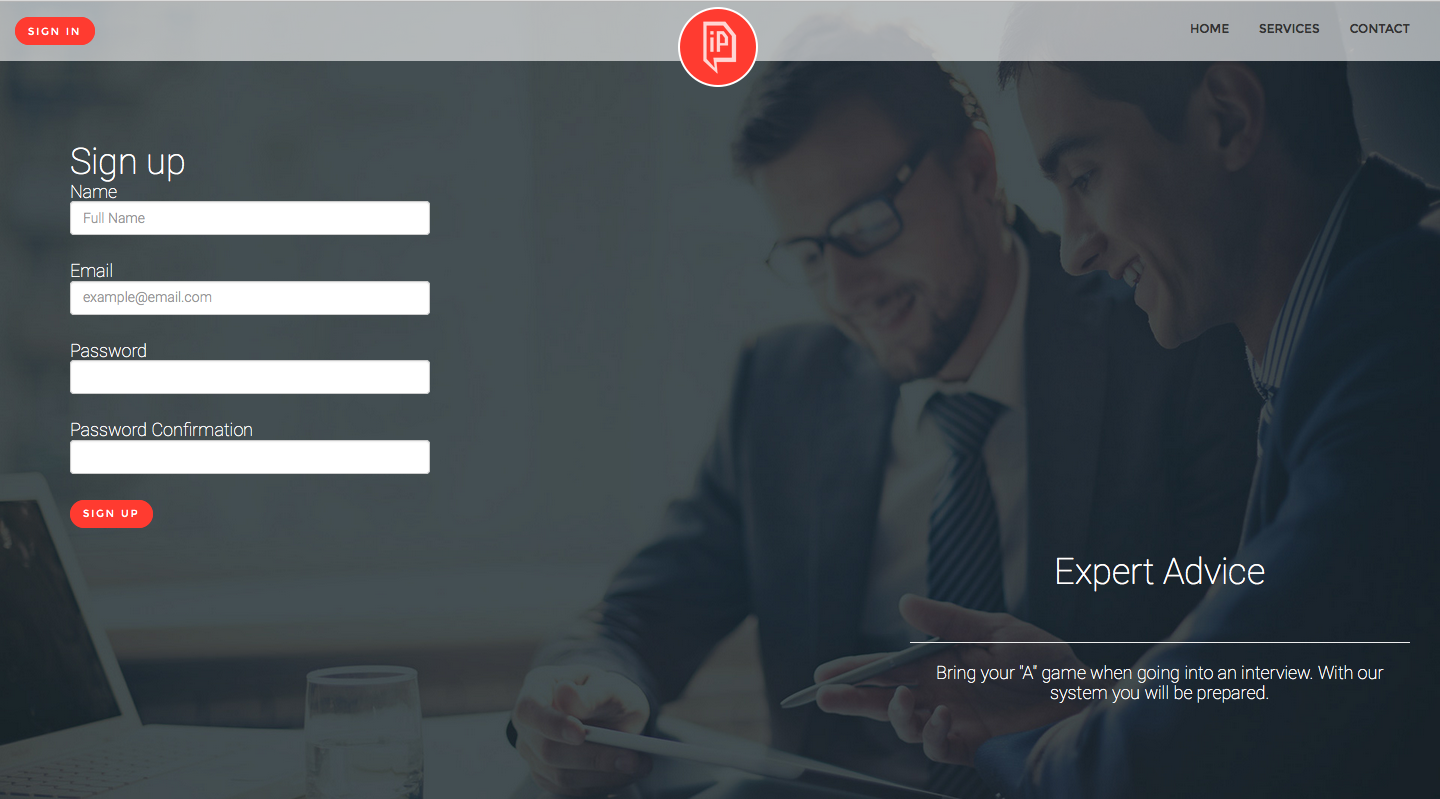 SIGN IN
iP
HOME SERVICES CONTACT
Sign up
Name
Full Name
Email
example@email.com
Password
Password Confirmation
SIGN UP
Expert Advice
Bring your "A" game when going into an interview. With our
system you will be prepared.